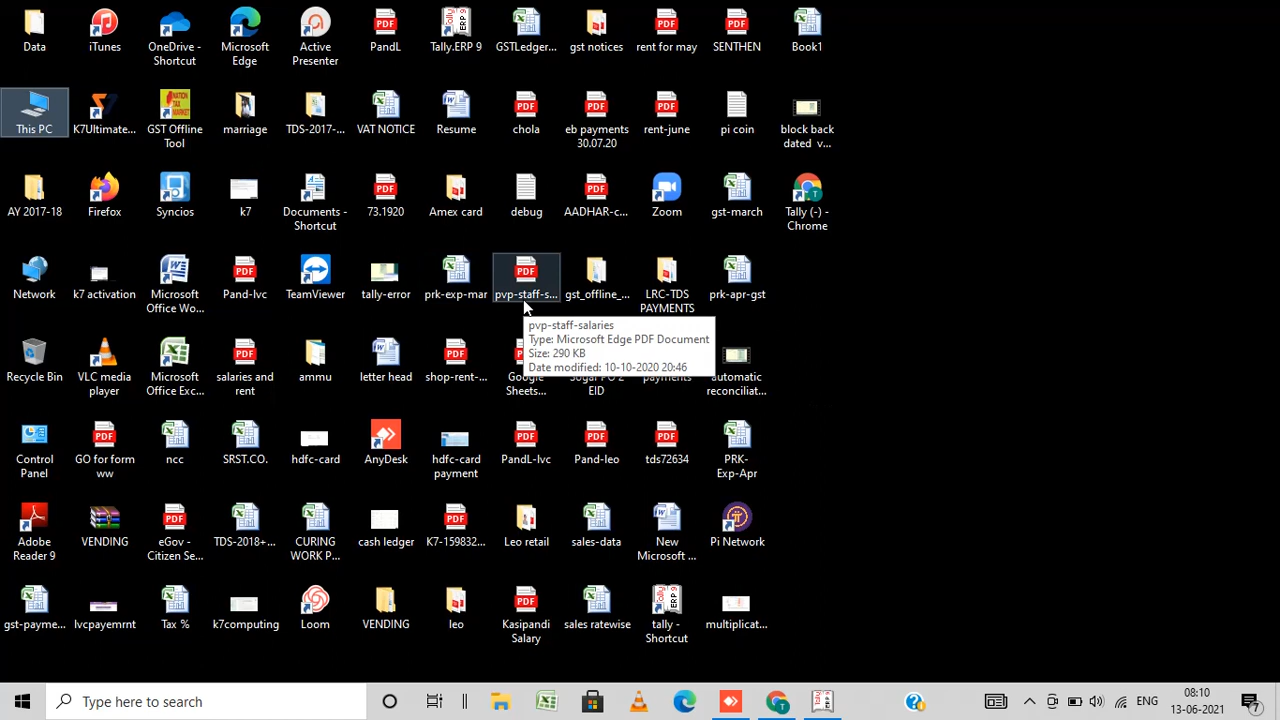 Data
iTunes
OneDrive -
Shortcut
Microsoft
Edge
Active
Presenter
PandL
Tally.ERP 9
GSTLedger...
gst notices
rent for may
SENTHEN
Book1
This PC
K7Ultimate...
GST Offline
Tool
marriage
TDS-2017-...
VAT NOTICE
Resume
chola
eb payments
30.07.20
rent-june
pi coin
block back
dated v...
AY 2017-18
Firefox
Syncios
k7
Documents -
Shortcut
73.1920
Amex card
debug
AADHAR-c...
Zoom
gst-march
Tally (-) -
Chrome
Network
k7 activation
Microsoft
Office Wo...
Pand-lvc
TeamViewer
tally-error
prk-exp-mar
pvp-staff-s...
gst_offline_...
LRC-TDS
PAYMENTS
prk-apr-gst
pvp-staff-salaries
Type: Microsoft Edge PDF Document
Size: 290 KB
Date modified: 10-10-2020 20:46
Recycle Bin
VLC media
player
Microsoft
Office Exc...
salaries and
rent
ammu
letter head
shop-rent-...
Google
Sheets...
EID
payments
automatic
reconciliat...
Control
Panel
GO for form
ww
ncc
SRST.CO.
hdfc-card
AnyDesk
hdfc-card
payment
PandL-lvc
Pand-leo
tds72634
PRK-
Exp-Apr
Adobe
Reader 9
VENDING
eGov -
Citizen Se...
TDS-2018+...
CURING
WORK P...
cash ledger
K7-159832...
Leo retail
sales-data
New
Microsoft ...
Pi Network
gst-payme...
lvcpayemrnt
Tax %
k7computing
Loom
VENDING
leo
Kasipandi
Salary
sales ratewise
tally -
Shortcut
multiplicat...
Type here to search
ENG
08:10
13-06-2021
7